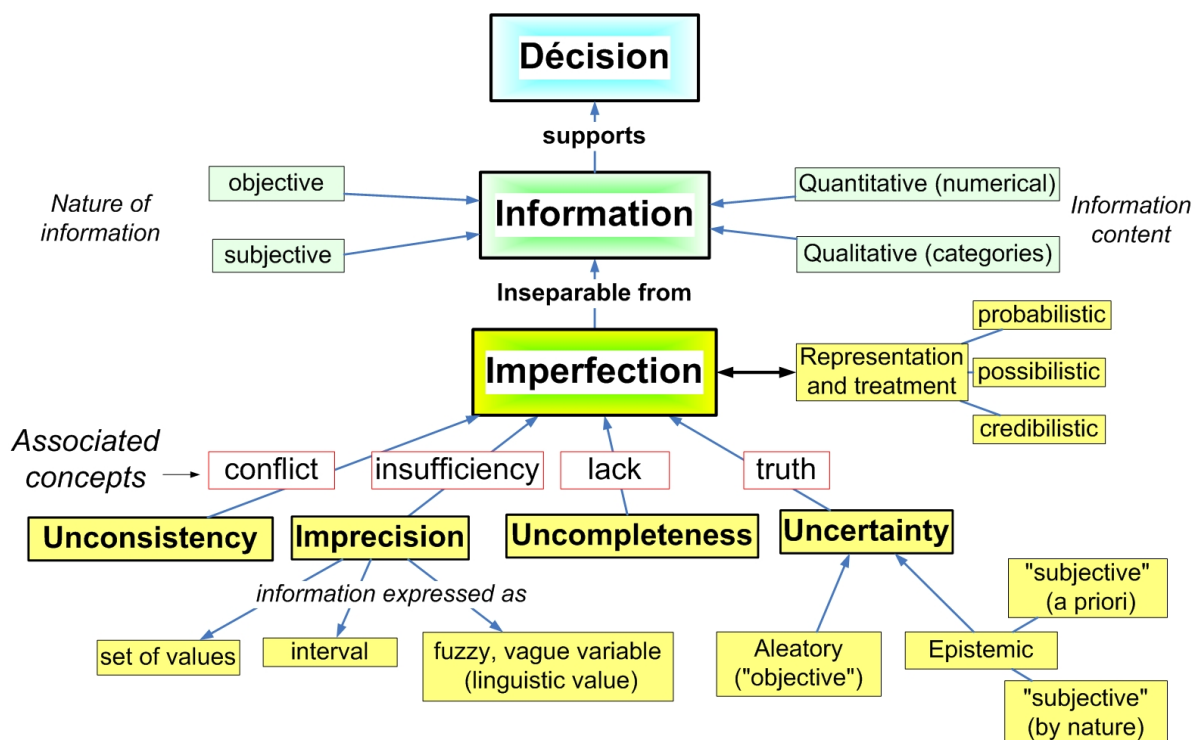 Décision
supports
objective
Quantitative (numerical)
Nature of
information
Information
Information
content
subjective
Qualitative (categories)
Inseparable from
probabilistic
Imperfection
Representation
and treatment
possibilistic
credibilistic
Associated
concepts
conflict
insufficiency
lack
truth
Unconsistency
Imprecision
Uncompleteness
Uncertainty
information expressed as
"subjective"
(a priori)
set of values
interval
fuzzy, vague variable
(linguistic value)
Aleatory
("objective")
Epistemic
"subjective"
(by nature)